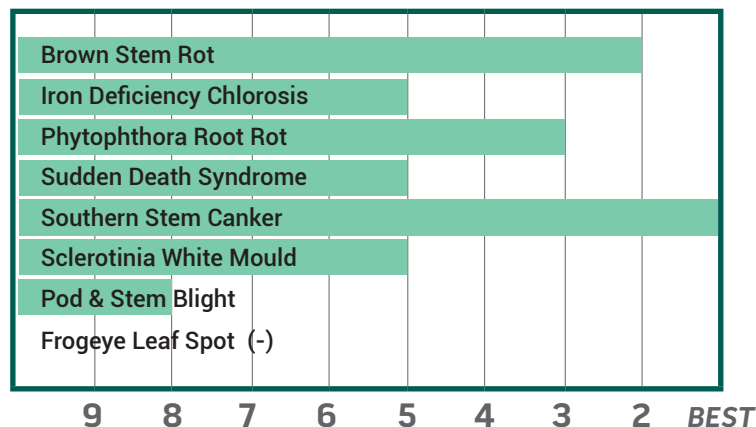 Brown Stem Rot
Iron Deficiency Chlorosis
Phytophthora Root Rot
Sudden Death Syndrome
Southern Stem Canker
Sclerotinia White Mould
Pod & Stem Blight
Frogeye Leaf Spot (-)
9 8 7 6 5 4 3 2 BEST